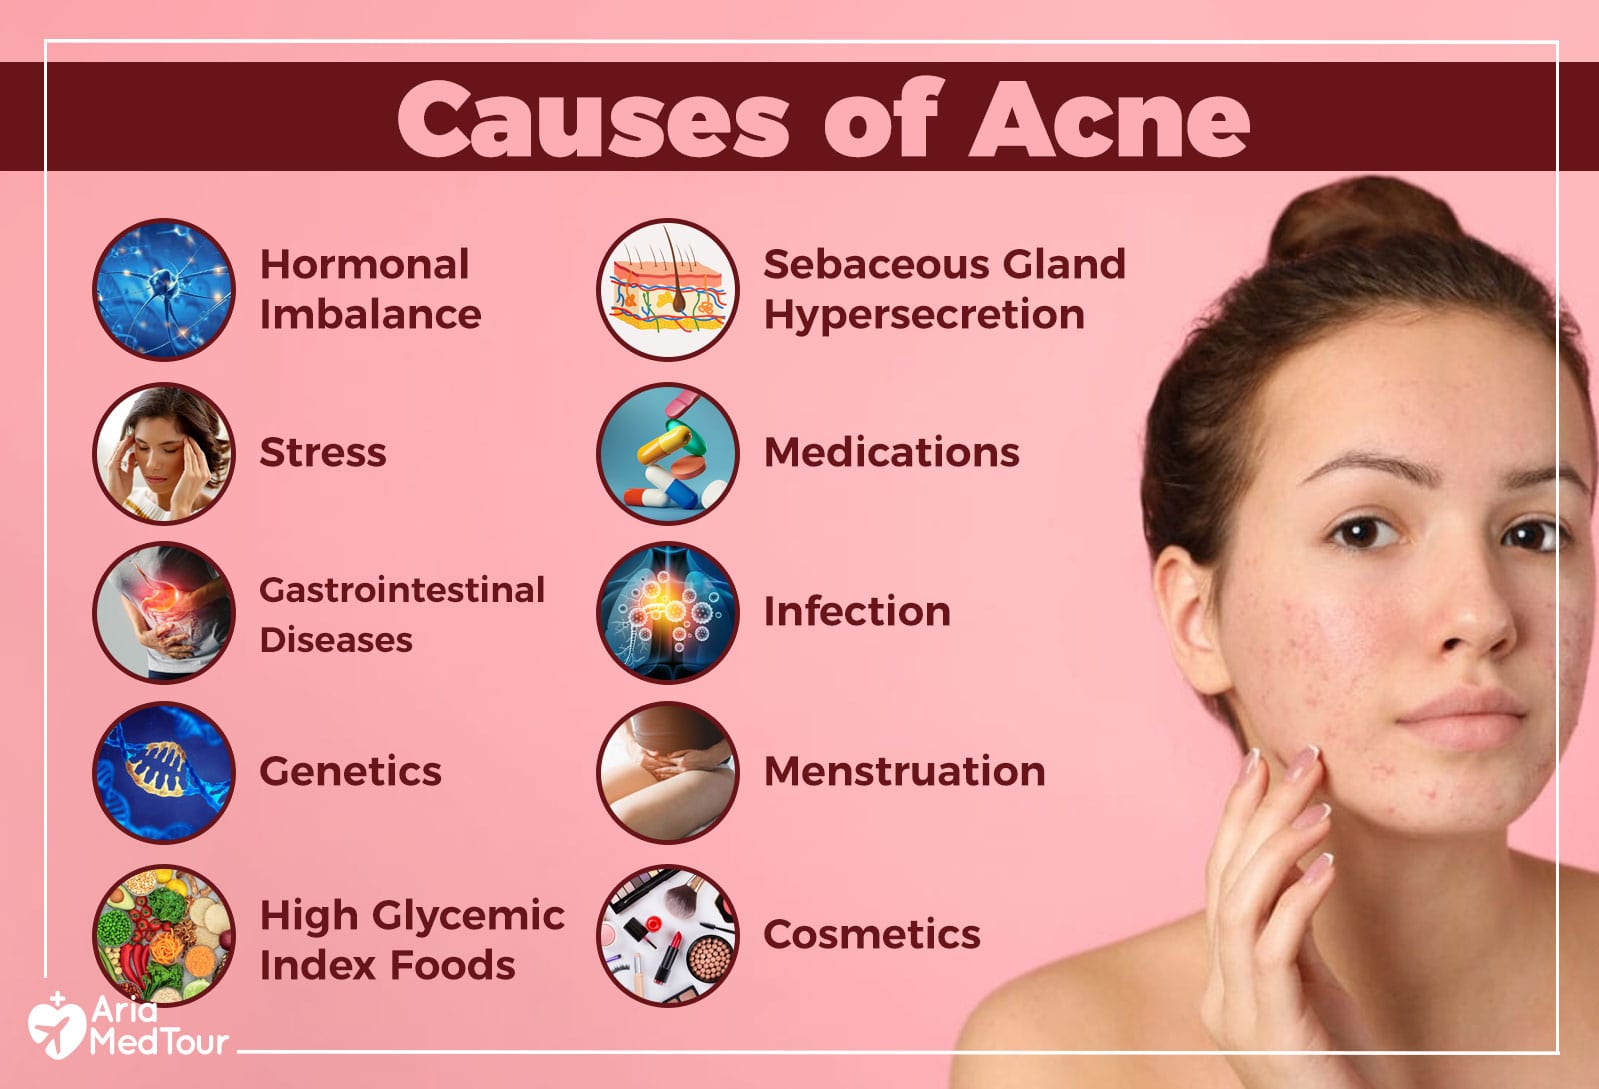 Causes of Acne
Hormonal
Imbalance
Stress
Gastrointestinal
Diseases
Genetics
High Glycemic
Index Foods
Sebaceous Gland
Hypersecretion
Medications
Infection
Menstruation
Cosmetics
Aria
MedTour